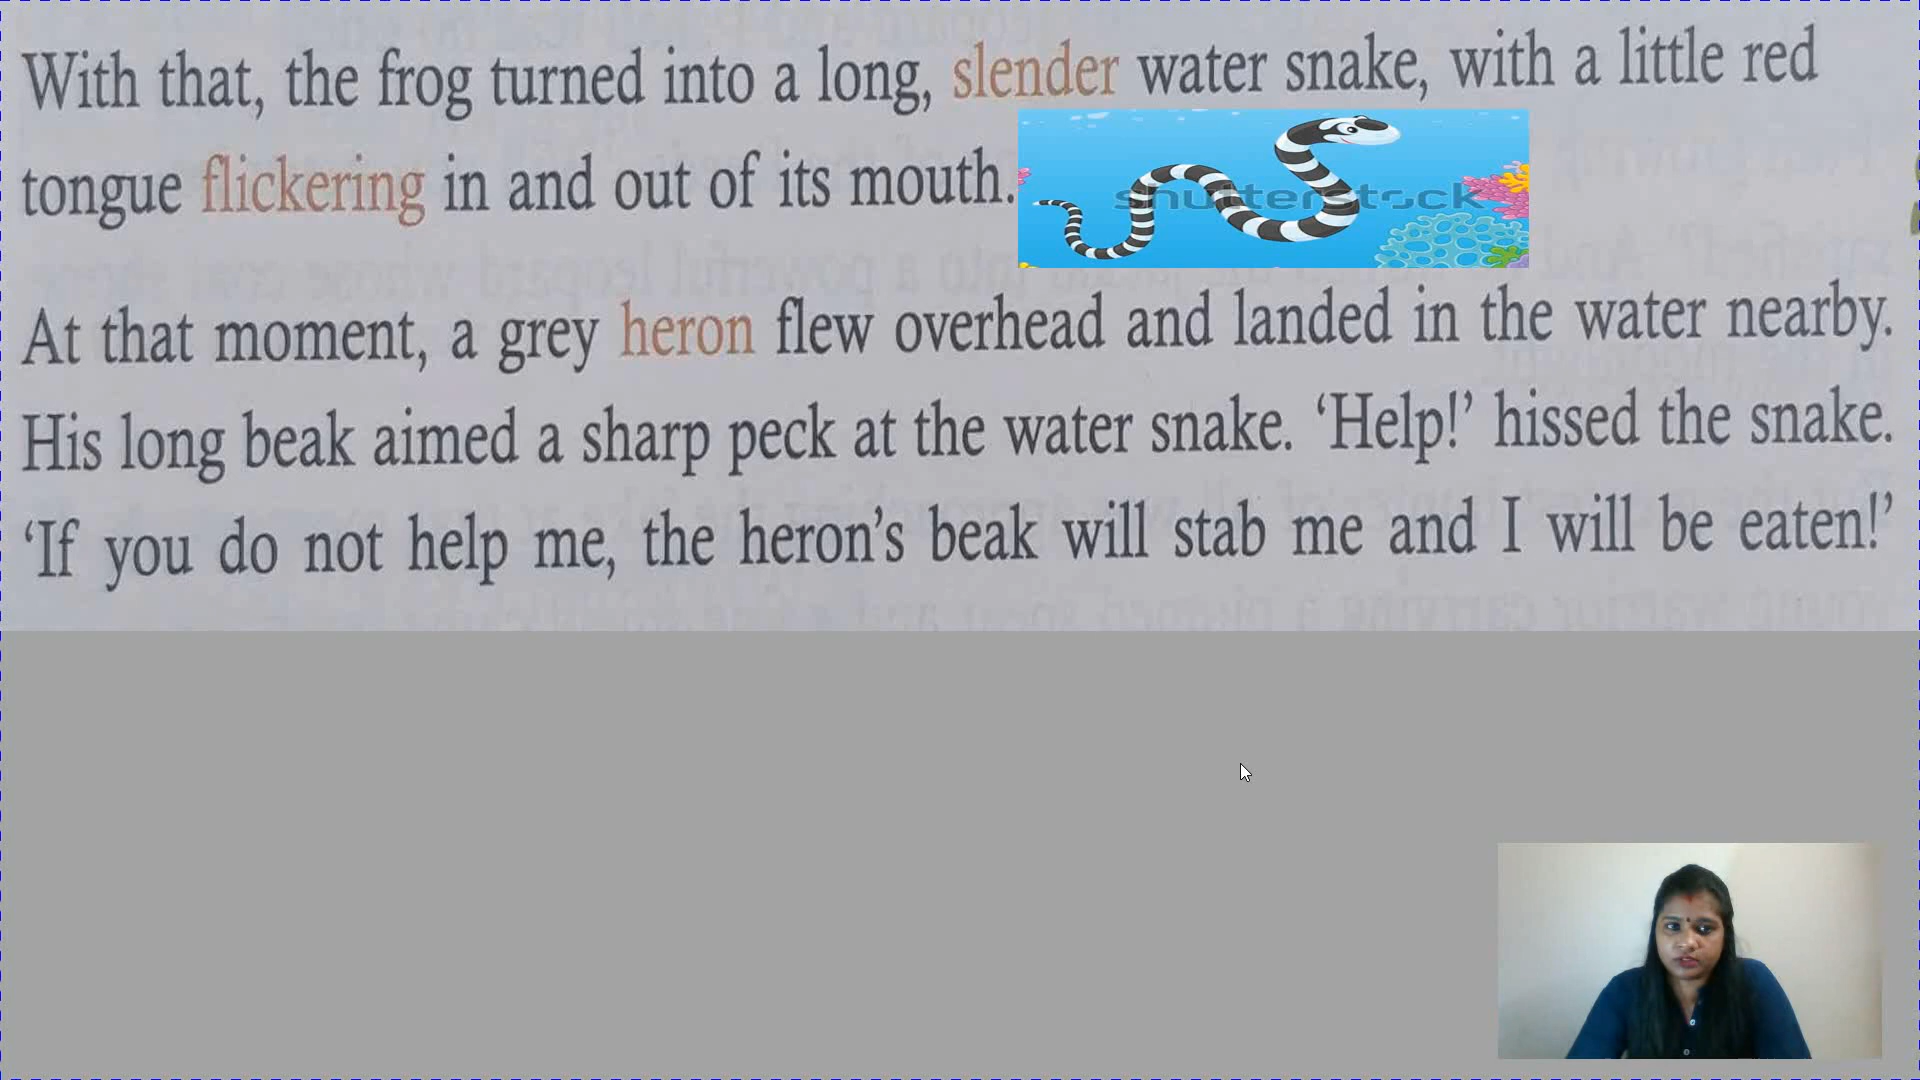 With that, the frog turned into a long, slender water snake, with a little red
tongue flickering in and out of its mouth.
shutterstock
At that moment, a grey heron flew overhead and landed in the water nearby.
His long beak aimed a sharp peck at the water snake. ‘Help!’ hissed the snake.
‘If you do not help me, the heron’s beak will stab me and I will be eaten!’